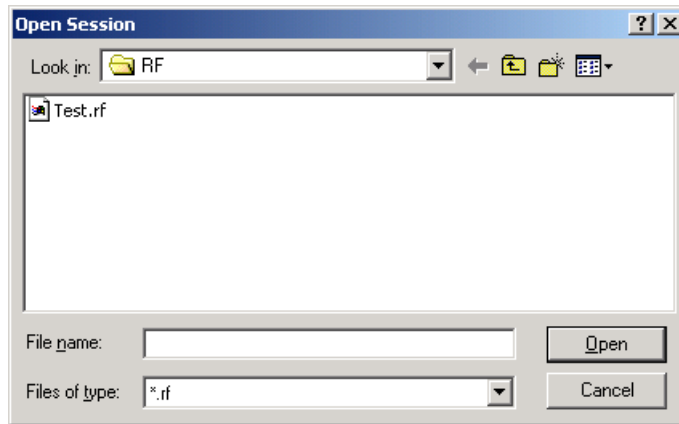 Open Session
Look in: RF
Test.rf
File name:
Open
Files of type: *.rf
Cancel